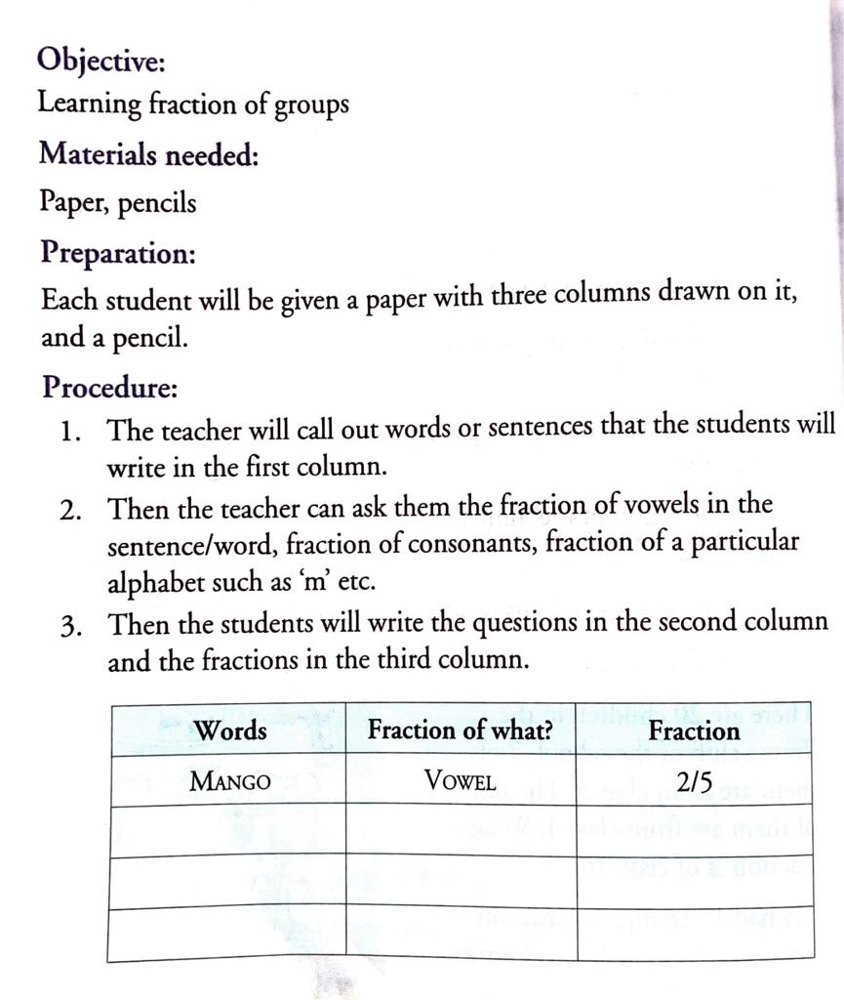 Objective:
Learning fraction of groups
Materials needed:
Paper, pencils
Preparation:
Each student will be given a paper with three columns drawn on it,
and a pencil.
Procedure:
1. The teacher will call out words or sentences that the students will
write in the first column.
2. Then the teacher can ask them the fraction of vowels in the
sentence/word, fraction of consonants, fraction of a particular
alphabet such as ‘m’ etc.
3. Then the students will write the questions in the second column
and the fractions in the third column.
Words Fraction of what? Fraction
MANGO VOWEL 2/5